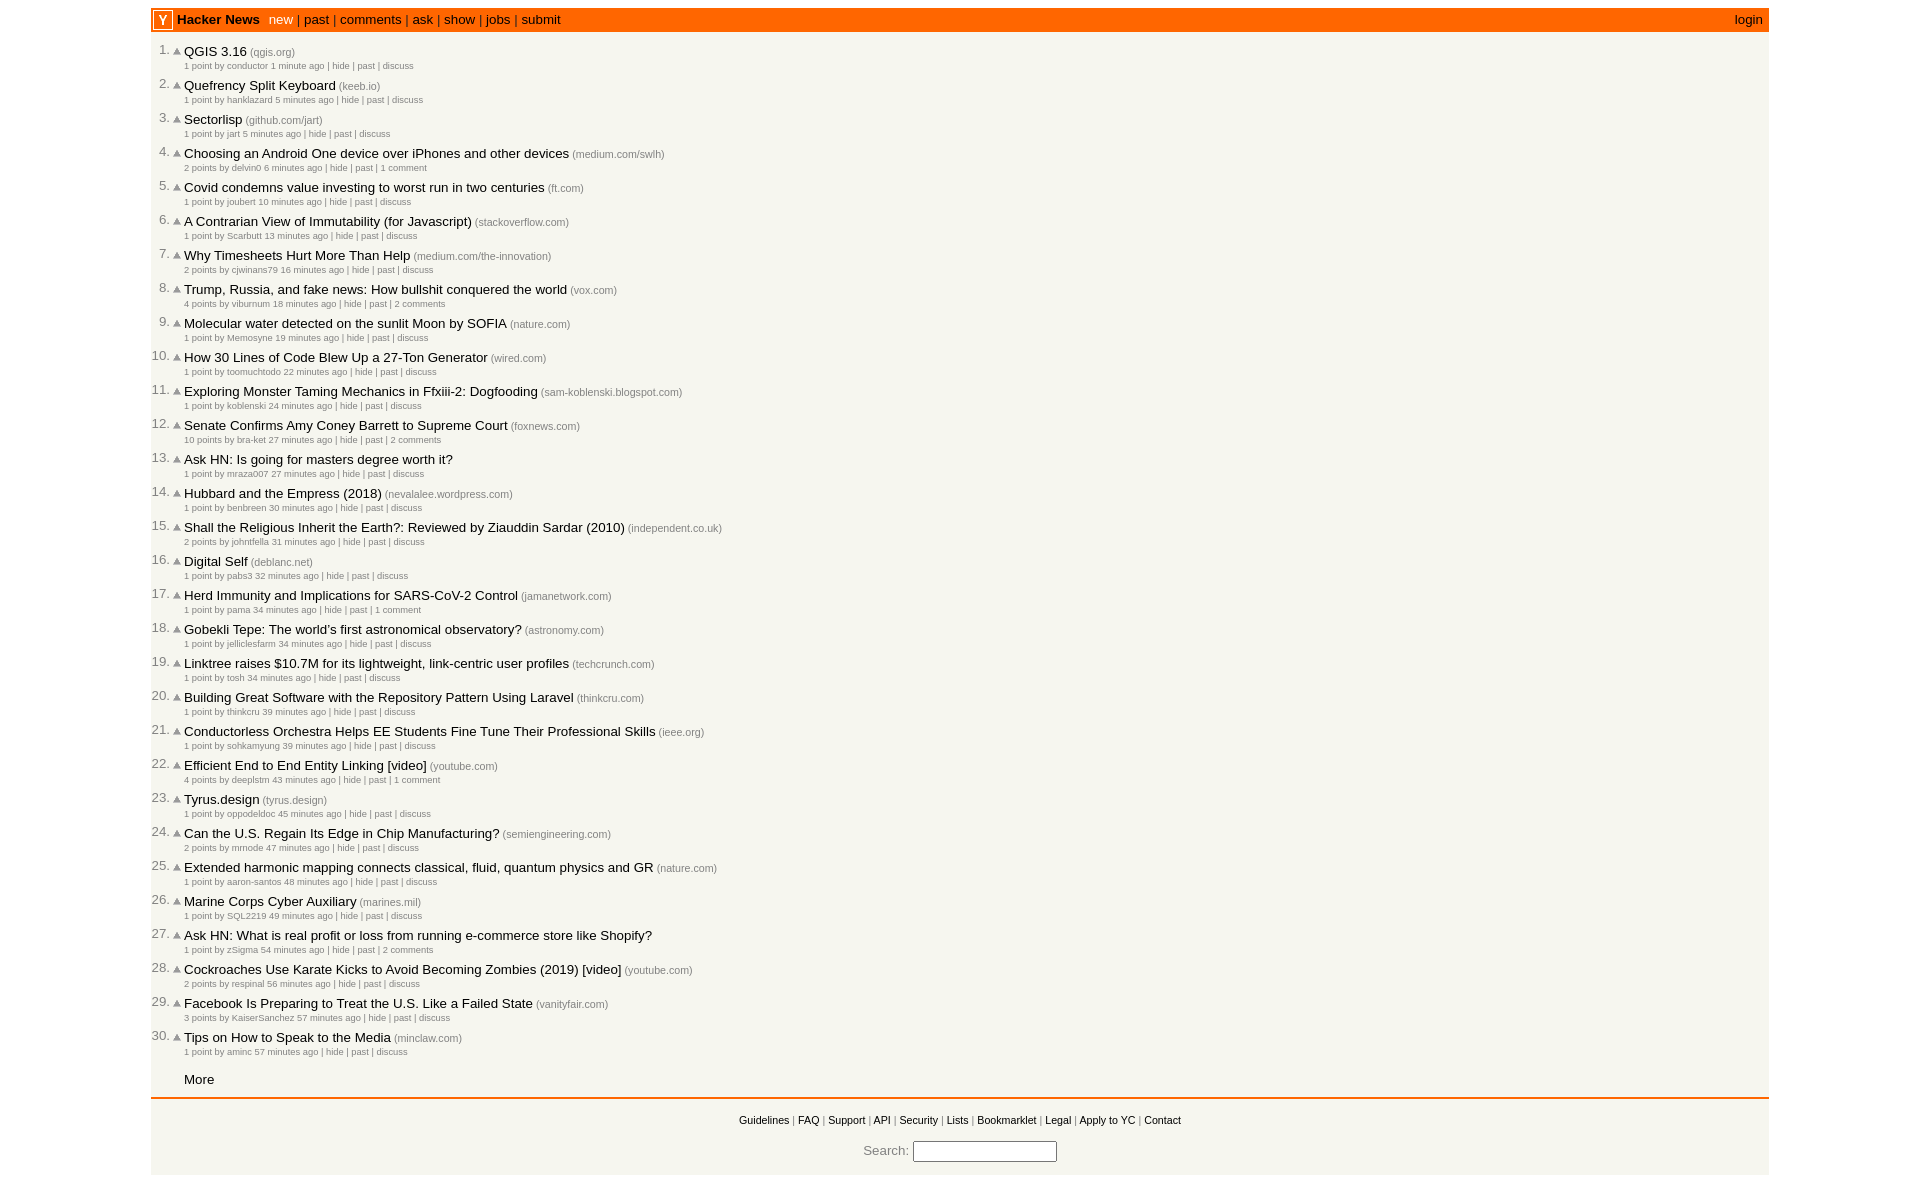 Y Hacker News new | past | comments | ask | show | jobs | submit login
1. QGIS 3.16 (qgis.org)
1 point by conductor 1 minute ago | hide | past | discuss
2. Quefrency Split Keyboard (keeb.io)
1 point by hanklazard 5 minutes ago | hide | past | discuss
3. Sectorlisp (github.com/jart)
1 point by jart 5 minutes ago | hide | past | discuss
4. Choosing an Android One device over iPhones and other devices (medium.com/swlh)
2 points by delvin0 6 minutes ago | hide | past | 1 comment
5. Covid condemns value investing to worst run in two centuries (ft.com)
1 point by joubert 10 minutes ago | hide | past | discuss
6. A Contrarian View of Immutability (for Javascript) (stackoverflow.com)
1 point by Scarbutt 13 minutes ago | hide | past | discuss
7. Why Timesheets Hurt More Than Help (medium.com/the-innovation)
2 points by cjwinans79 16 minutes ago | hide | past | discuss
8. Trump, Russia, and fake news: How bullshit conquered the world (vox.com)
4 points by viburnum 18 minutes ago | hide | past | 2 comments
9. Molecular water detected on the sunlit Moon by SOFIA (nature.com)
1 point by Memosyne 19 minutes ago | hide | past | discuss
10. How 30 Lines of Code Blew Up a 27-Ton Generator (wired.com)
1 point by toomuchtodo 22 minutes ago | hide | past | discuss
11. Exploring Monster Taming Mechanics in Ffxiii-2: Dogfooding (sam-koblenski.blogspot.com)
1 point by koblenski 24 minutes ago | hide | past | discuss
12. Senate Confirms Amy Coney Barrett to Supreme Court (foxnews.com)
10 points by bra-ket 27 minutes ago | hide | past | 2 comments
13. Ask HN: Is going for masters degree worth it?
1 point by mraza007 27 minutes ago | hide | past | discuss
14. Hubbard and the Empress (2018) (nevalalee.wordpress.com)
1 point by benbreen 30 minutes ago | hide | past | discuss
15. Shall the Religious Inherit the Earth?: Reviewed by Ziauddin Sardar (2010) (independent.co.uk)
2 points by johntfella 31 minutes ago | hide | past | discuss
16. Digital Self (deblanc.net)
1 point by pabs3 32 minutes ago | hide | past | discuss
17. Herd Immunity and Implications for SARS-CoV-2 Control (jamanetwork.com)
1 point by pama 34 minutes ago | hide | past | 1 comment
18. Gobekli Tepe: The world’s first astronomical observatory? (astronomy.com)
1 point by jelliclesfarm 34 minutes ago | hide | past | discuss
19. Linktree raises $10.7M for its lightweight, link-centric user profiles (techcrunch.com)
1 point by tosh 34 minutes ago | hide | past | discuss
20. Building Great Software with the Repository Pattern Using Laravel (thinkcru.com)
1 point by thinkcru 39 minutes ago | hide | past | discuss
21. Conductorless Orchestra Helps EE Students Fine Tune Their Professional Skills (ieee.org)
1 point by sohkamyung 39 minutes ago | hide | past | discuss
22. Efficient End to End Entity Linking [video] (youtube.com)
4 points by deeplstm 43 minutes ago | hide | past | 1 comment
23. Tyrus.design (tyrus.design)
1 point by oppodeldoc 45 minutes ago | hide | past | discuss
24. Can the U.S. Regain Its Edge in Chip Manufacturing? (semiengineering.com)
2 points by mrnode 47 minutes ago | hide | past | discuss
25. Extended harmonic mapping connects classical, fluid, quantum physics and GR (nature.com)
1 point by aaron-santos 48 minutes ago | hide | past | discuss
26. Marine Corps Cyber Auxiliary (marines.mil)
1 point by SQL2219 49 minutes ago | hide | past | discuss
27. Ask HN: What is real profit or loss from running e-commerce store like Shopify?
1 point by zSigma 54 minutes ago | hide | past | 2 comments
28. Cockroaches Use Karate Kicks to Avoid Becoming Zombies (2019) [video] (youtube.com)
2 points by respinal 56 minutes ago | hide | past | discuss
29. Facebook Is Preparing to Treat the U.S. Like a Failed State (vanityfair.com)
3 points by KaiserSanchez 57 minutes ago | hide | past | discuss
30. Tips on How to Speak to the Media (minclaw.com)
1 point by aminc 57 minutes ago | hide | past | discuss
More
Guidelines | FAQ | Support | API | Security | Lists | Bookmarklet | Legal | Apply to YC | Contact
Search: